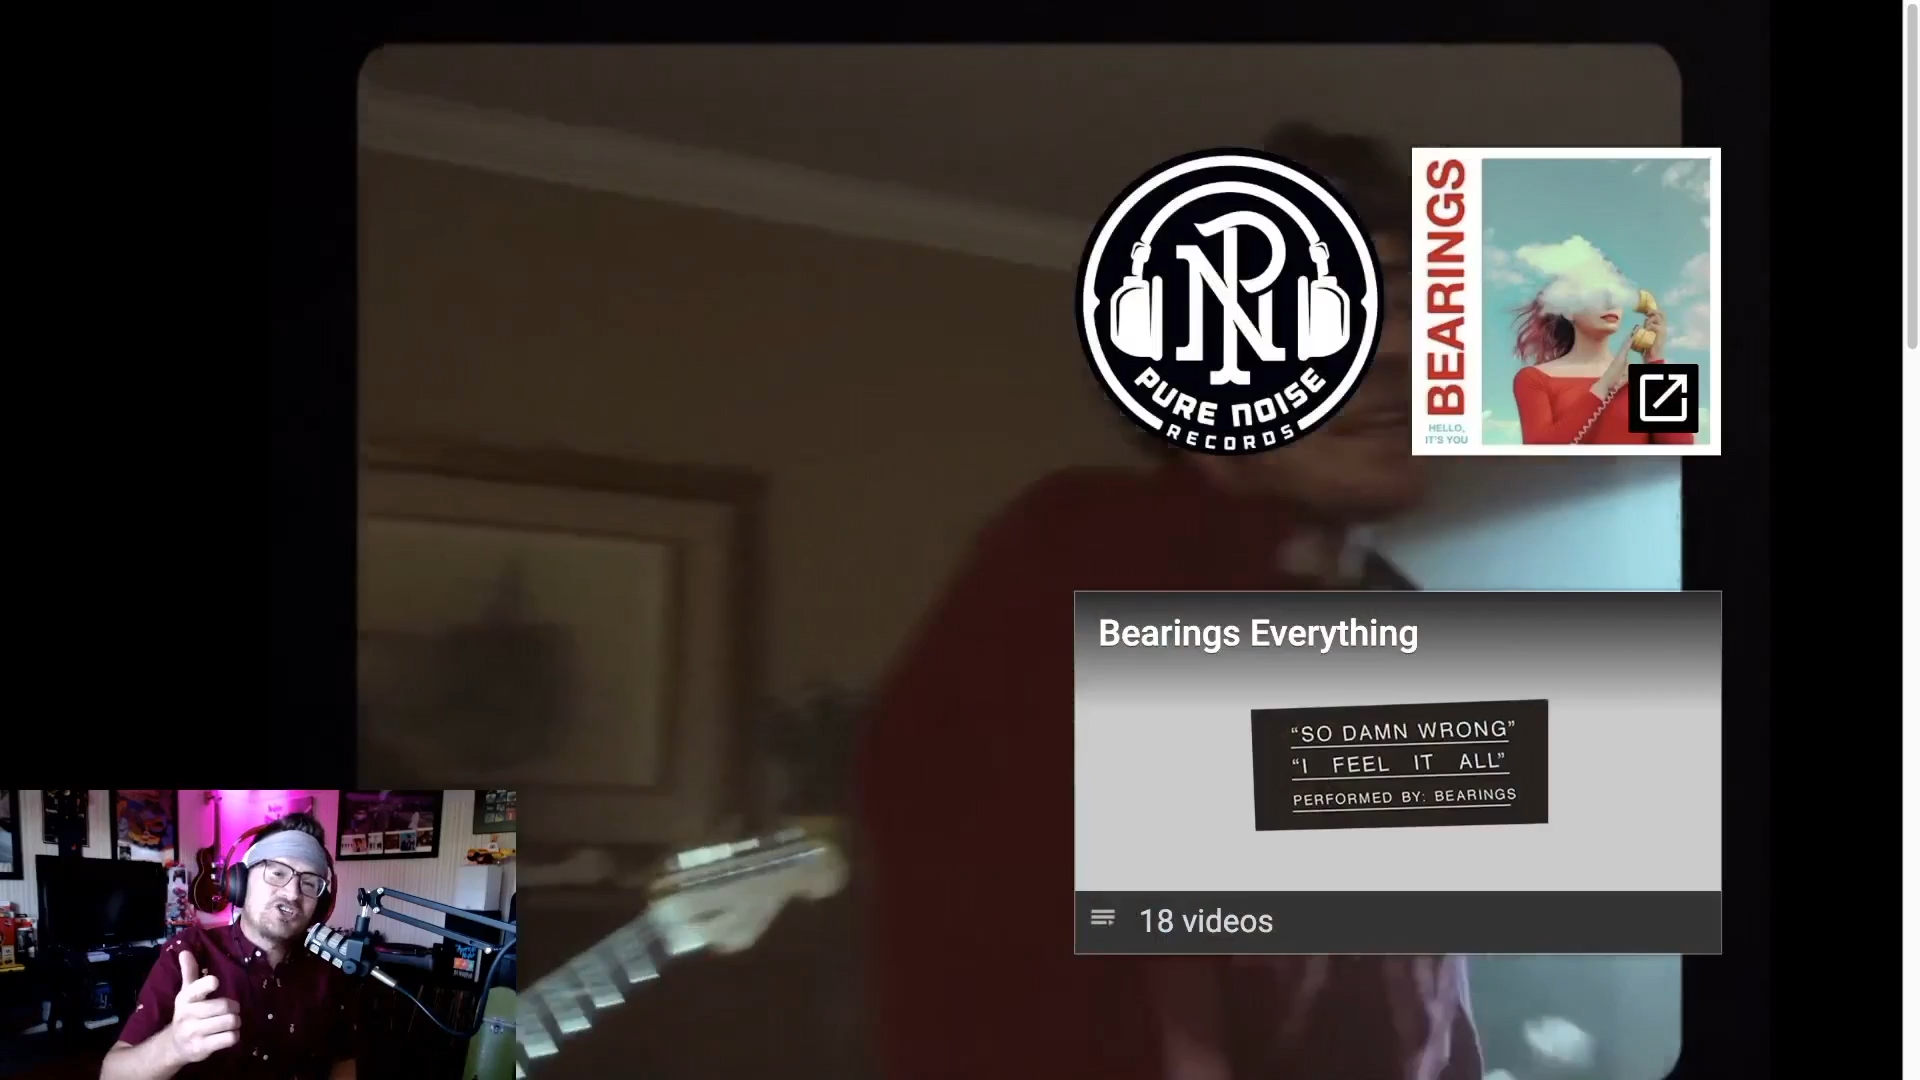 PN
PURE NOISE
RECORDS
BEARINGS
HELLO,
IT'S YOU
Bearings Everything
“SO DAMN WRONG”
“I FEEL IT ALL”
PERFORMED BY: BEARINGS
18 videos